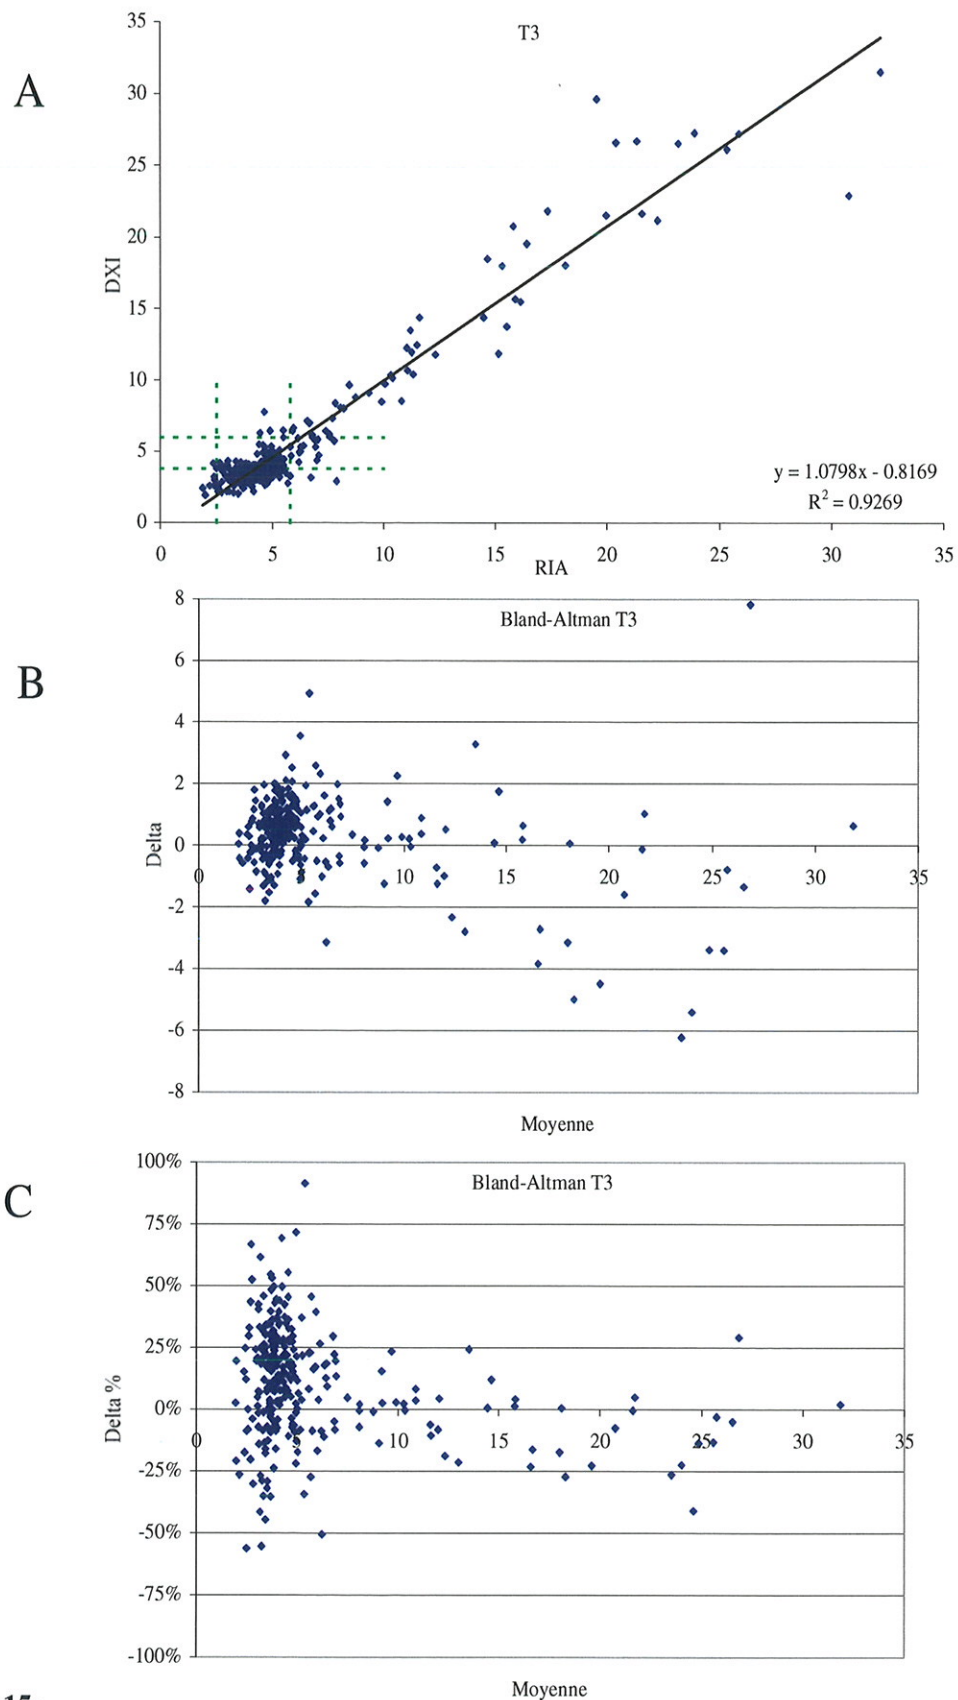 A
T3
35
30
25
20
15
10
5
0
DXI
y = 1.0798x - 0.8169
R² = 0.9269
0 5 10 15 20 25 30 35
RIA
B
Bland-Altman T3
8
6
4
2
0
-2
-4
-6
-8
Delta
0 10 15 20 25 30 35
Moyenne
C
Bland-Altman T3
100%
75%
50%
25%
0%
-25%
-50%
-75%
-100%
Delta %
0 5 10 15 20 25 30 35
Moyenne